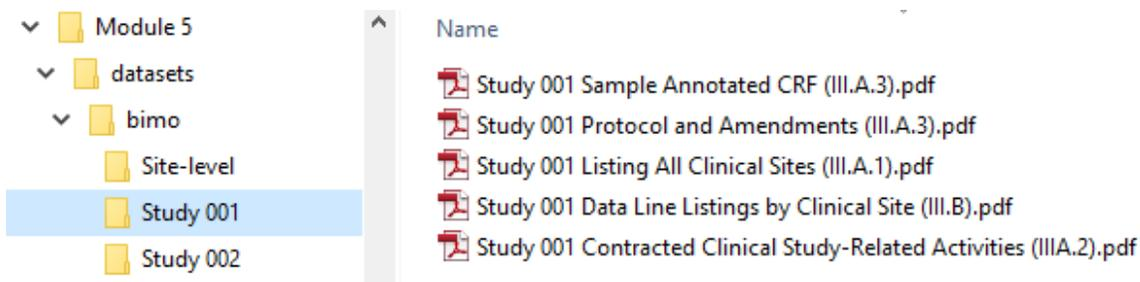 Module 5
datasets
bimo
Site-level
Study 001
Study 002
Name
Study 001 Sample Annotated CRF (III.A.3).pdf
Study 001 Protocol and Amendments (III.A.3).pdf
Study 001 Listing All Clinical Sites (III.A.1).pdf
Study 001 Data Line Listings by Clinical Site (III.B).pdf
Study 001 Contracted Clinical Study-Related Activities (IIIA.2).pdf